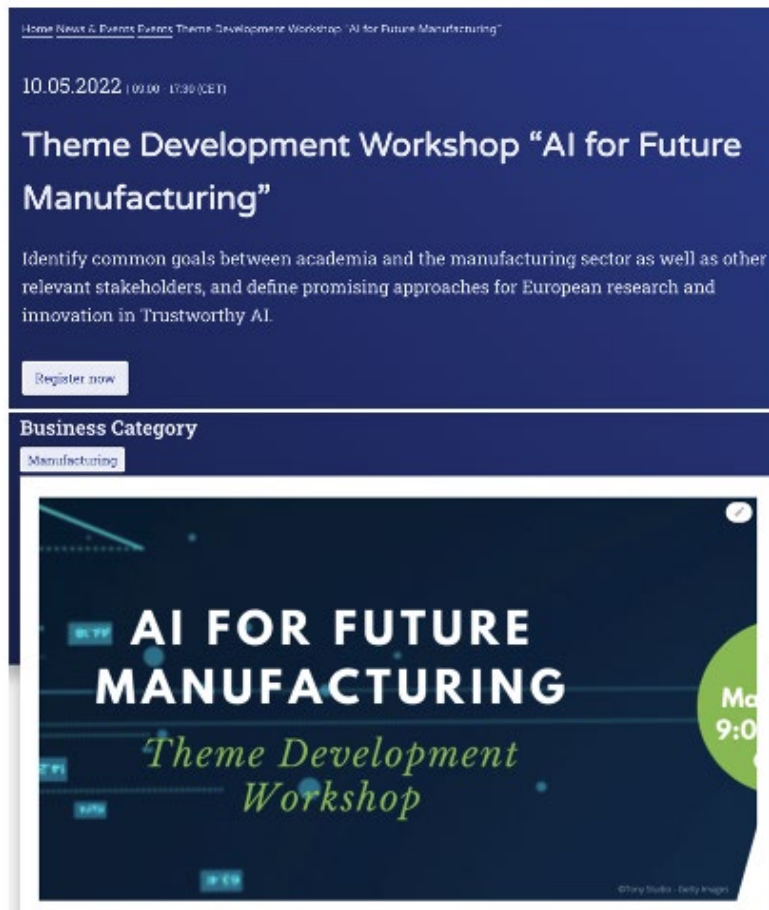 Home News & Events Events Theme Development Workshop "AI for Future Manufacturing"
10.05.2022 | 09:00 - 17:30 (CET)
Theme Development Workshop “AI for Future
Manufacturing”
Identify common goals between academia and the manufacturing sector as well as other
relevant stakeholders, and define promising approaches for European research and
innovation in Trustworthy AI.
Register now
Business Category
Manufacturing
AI FOR FUTURE
MANUFACTURING
Theme Development
Workshop
Ma
9:0
©Tony Studio - Getty Images